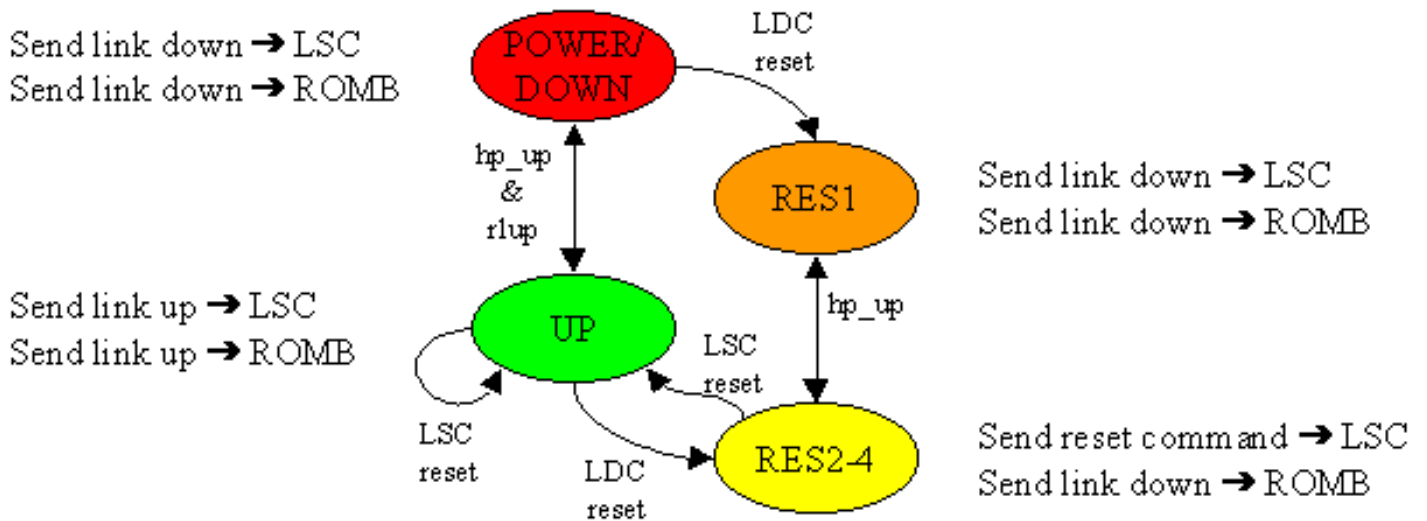 Send link down ➔ LSC
Send link down ➔ ROMB
POWER/
DOWN
LDC
reset
hp_up
&
rlup
RES1
Send link down ➔ LSC
Send link down ➔ ROMB
Send link up ➔ LSC
Send link up ➔ ROMB
UP
hp_up
LSC
reset
LSC
reset
LDC
reset
RES2-4
Send reset command ➔ LSC
Send link down ➔ ROMB